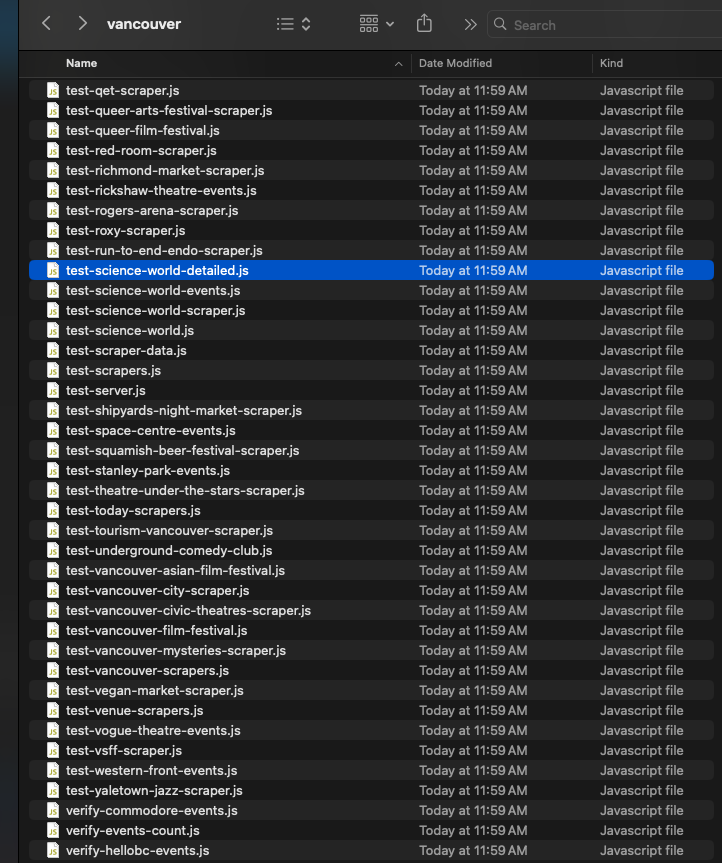 vancouver Search
Name Date Modified Kind
test-qet-scraper.js Today at 11:59 AM Javascript file
test-queer-arts-festival-scraper.js Today at 11:59 AM Javascript file
test-queer-film-festival.js Today at 11:59 AM Javascript file
test-red-room-scraper.js Today at 11:59 AM Javascript file
test-richmond-market-scraper.js Today at 11:59 AM Javascript file
test-rickshaw-theatre-events.js Today at 11:59 AM Javascript file
test-rogers-arena-scraper.js Today at 11:59 AM Javascript file
test-roxy-scraper.js Today at 11:59 AM Javascript file
test-run-to-end-endo-scraper.js Today at 11:59 AM Javascript file
test-science-world-detailed.js Today at 11:59 AM Javascript file
test-science-world-events.js Today at 11:59 AM Javascript file
test-science-world-scraper.js Today at 11:59 AM Javascript file
test-science-world.js Today at 11:59 AM Javascript file
test-scraper-data.js Today at 11:59 AM Javascript file
test-scrapers.js Today at 11:59 AM Javascript file
test-server.js Today at 11:59 AM Javascript file
test-shipyards-night-market-scraper.js Today at 11:59 AM Javascript file
test-space-centre-events.js Today at 11:59 AM Javascript file
test-squamish-beer-festival-scraper.js Today at 11:59 AM Javascript file
test-stanley-park-events.js Today at 11:59 AM Javascript file
test-theatre-under-the-stars-scraper.js Today at 11:59 AM Javascript file
test-today-scrapers.js Today at 11:59 AM Javascript file
test-tourism-vancouver-scraper.js Today at 11:59 AM Javascript file
test-underground-comedy-club.js Today at 11:59 AM Javascript file
test-vancouver-asian-film-festival.js Today at 11:59 AM Javascript file
test-vancouver-city-scraper.js Today at 11:59 AM Javascript file
test-vancouver-civic-theatres-scraper.js Today at 11:59 AM Javascript file
test-vancouver-film-festival.js Today at 11:59 AM Javascript file
test-vancouver-mysteries-scraper.js Today at 11:59 AM Javascript file
test-vancouver-scrapers.js Today at 11:59 AM Javascript file
test-vegan-market-scraper.js Today at 11:59 AM Javascript file
test-venue-scrapers.js Today at 11:59 AM Javascript file
test-vogue-theatre-events.js Today at 11:59 AM Javascript file
test-vsff-scraper.js Today at 11:59 AM Javascript file
test-western-front-events.js Today at 11:59 AM Javascript file
test-yaletown-jazz-scraper.js Today at 11:59 AM Javascript file
verify-commodore-events.js Today at 11:59 AM Javascript file
verify-events-count.js Today at 11:59 AM Javascript file
verify-hellobc-events.js Today at 11:59 AM Javascript file